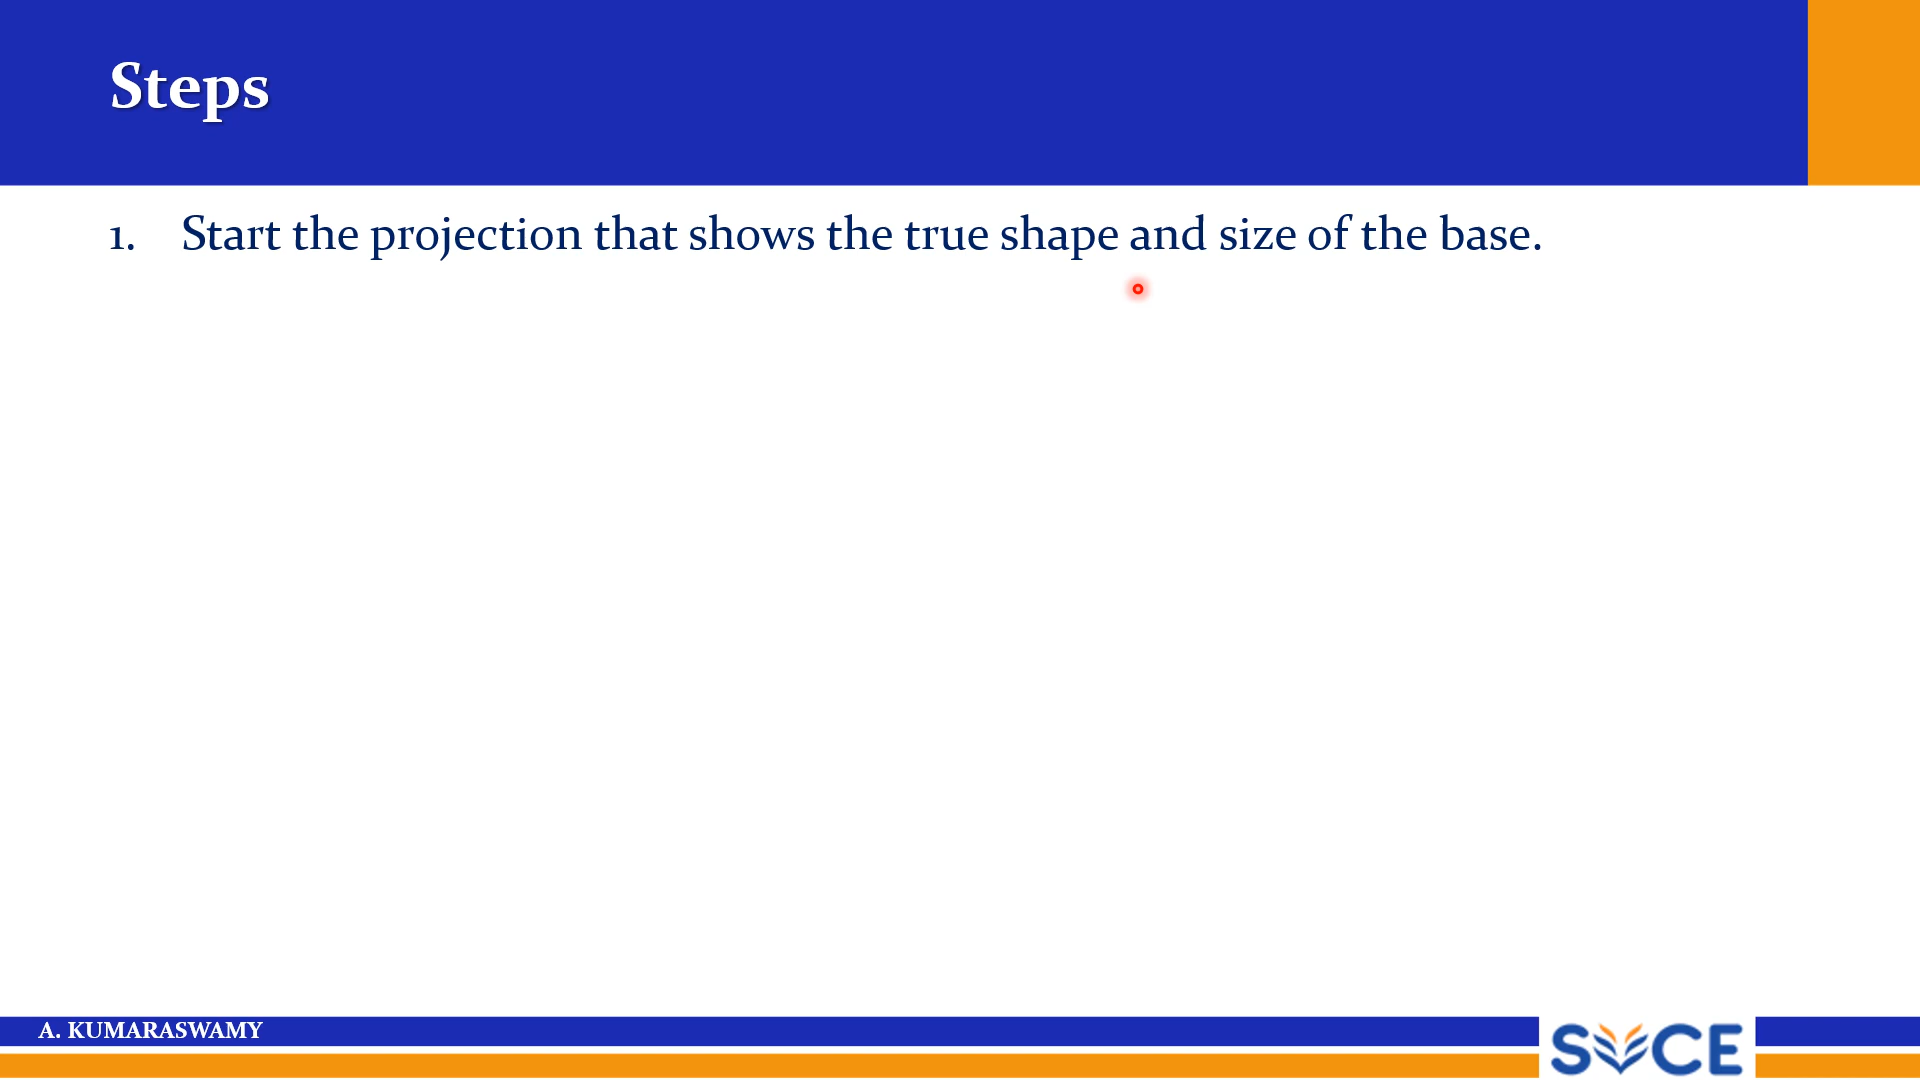 Steps
1. Start the projection that shows the true shape and size of the base.
A. KUMARASWAMY
SVCE